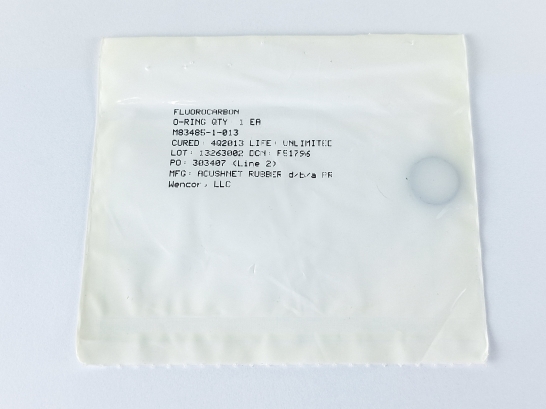 FLUOROCARBON
O-RING QTY 1 EA
M83485-1-013
CURED: 4Q2013 LIFE: UNLIMITED
LOT: 13263002 DCN: F51796
PO: 303407 (Line 2)
MFG: ACUSHNET RUBBER d/b/a PR
Wencor, LLC